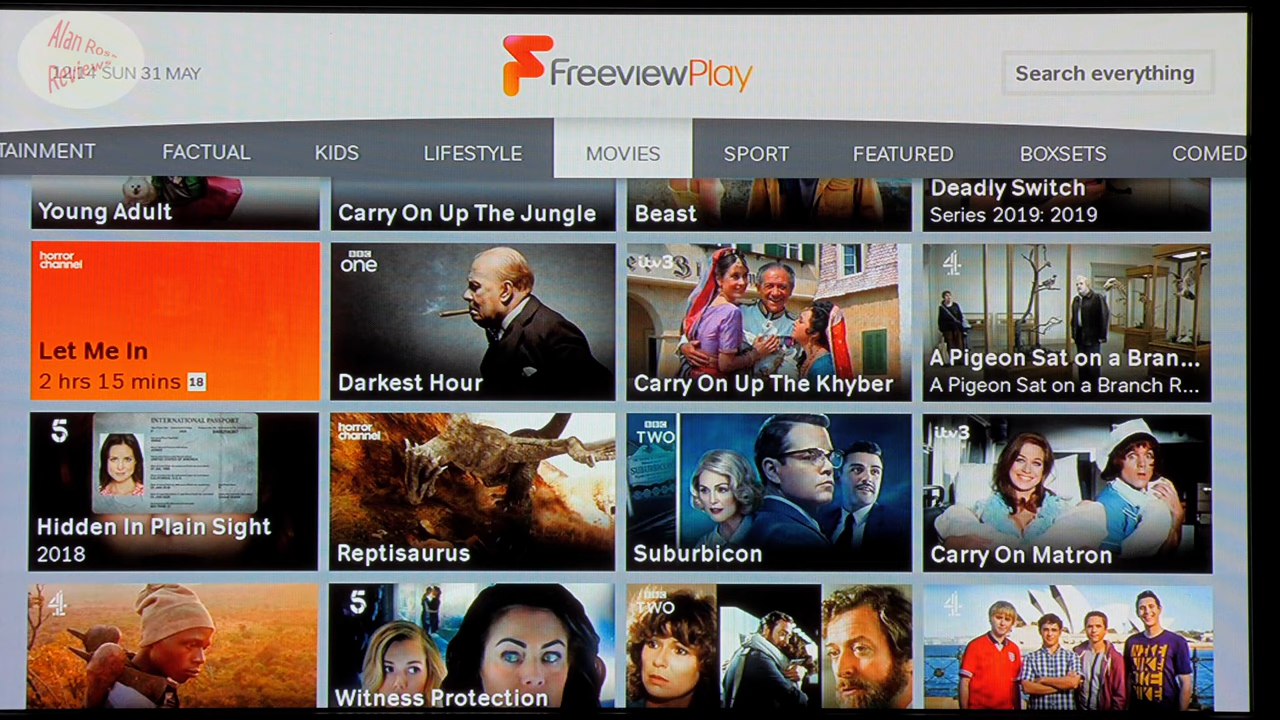 Alan Ross
Reviews
SUN 31 MAY
FreeviewPlay
Search everything
TAINMENT
FACTUAL
KIDS
LIFESTYLE
MOVIES
SPORT
FEATURED
BOXSETS
COMED
Young Adult
Carry On Up The Jungle
Beast
Deadly Switch
Series 2019: 2019
horror
channel
Let Me In
2 hrs 15 mins 18
BBC
one
Darkest Hour
itv3
Carry On Up The Khyber
4
A Pigeon Sat on a Bran...
A Pigeon Sat on a Branch R...
5
INTERNATIONAL PASSPORT
Hidden In Plain Sight
2018
horror
channel
Reptisaurus
BBC
TWO
SUBURBICON
Suburbicon
itv3
Carry On Matron
4
5
Witness Protection
BBC
TWO
4